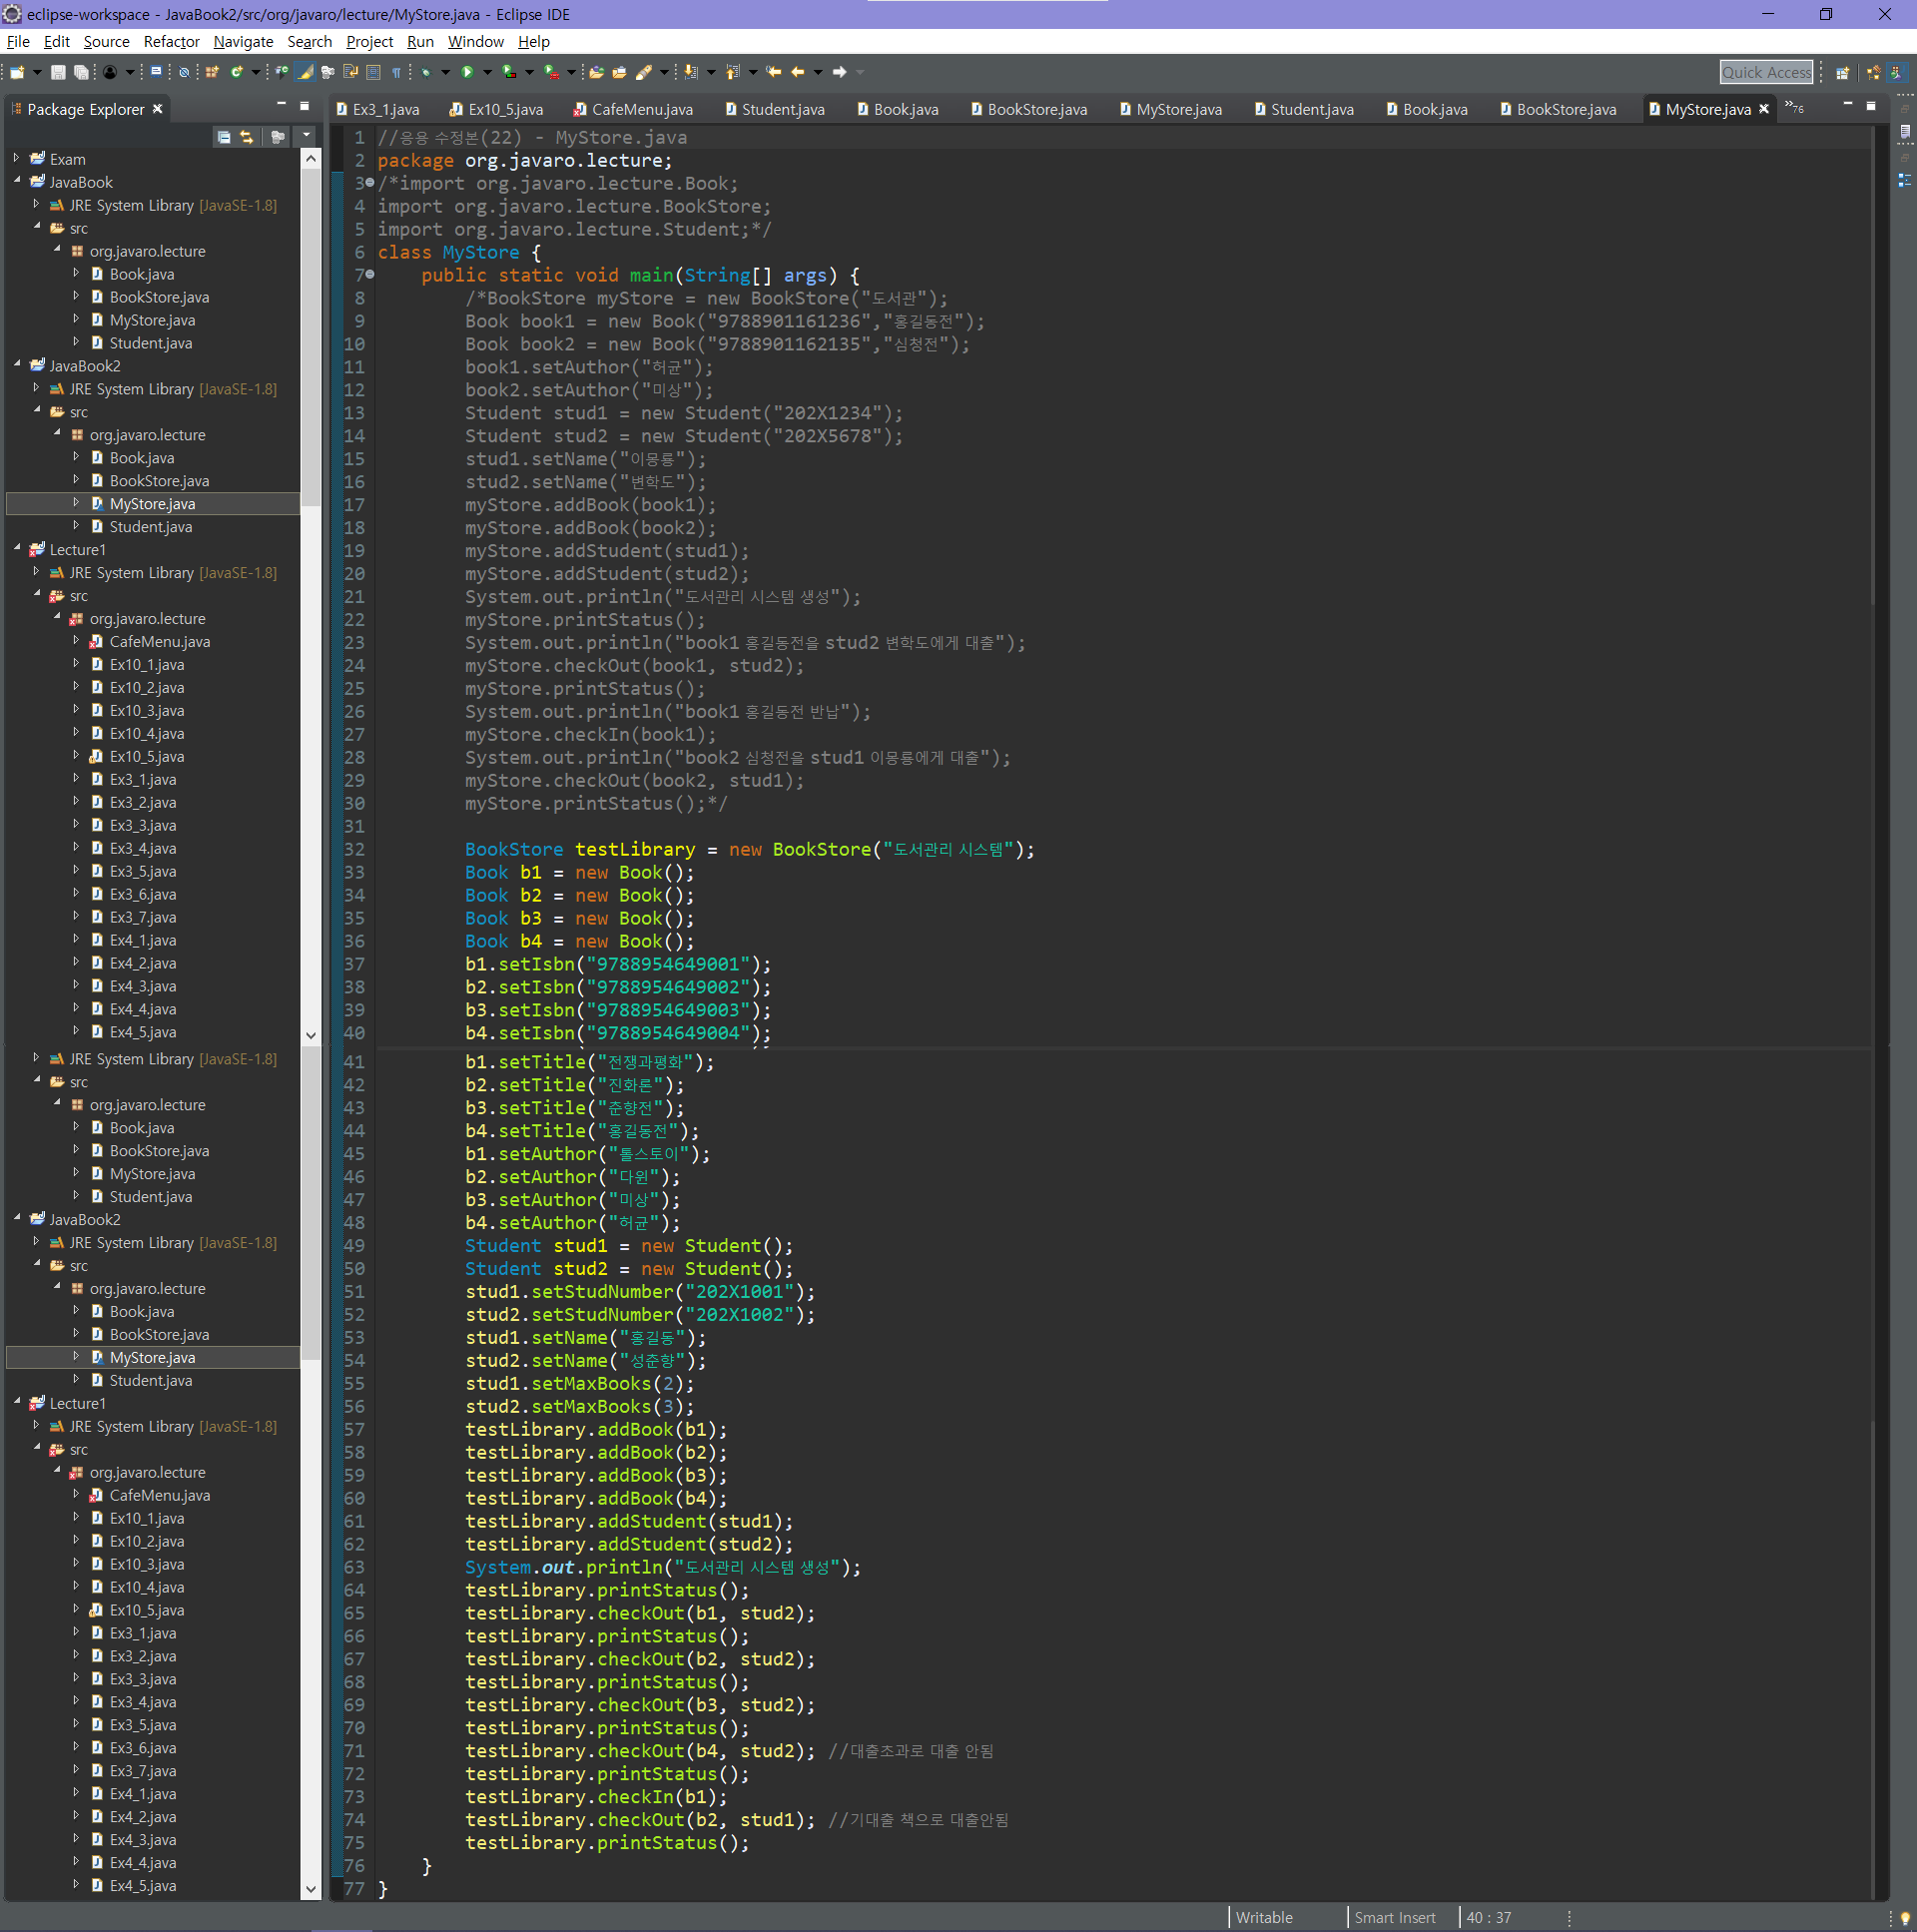 eclipse-workspace - JavaBook2/src/org/javaro/lecture/MyStore.java - Eclipse IDE
File Edit Source Refactor Navigate Search Project Run Window Help
Quick Access
Package Explorer
Ex3_1.java Ex10_5.java CafeMenu.java Student.java Book.java BookStore.java MyStore.java Student.java Book.java BookStore.java MyStore.java »76
Exam
JavaBook
JRE System Library [JavaSE-1.8]
src
org.javaro.lecture
Book.java
BookStore.java
MyStore.java
Student.java
JavaBook2
JRE System Library [JavaSE-1.8]
src
org.javaro.lecture
Book.java
BookStore.java
MyStore.java
Student.java
Lecture1
JRE System Library [JavaSE-1.8]
src
org.javaro.lecture
CafeMenu.java
Ex10_1.java
Ex10_2.java
Ex10_3.java
Ex10_4.java
Ex10_5.java
Ex3_1.java
Ex3_2.java
Ex3_3.java
Ex3_4.java
Ex3_5.java
Ex3_6.java
Ex3_7.java
Ex4_1.java
Ex4_2.java
Ex4_3.java
Ex4_4.java
Ex4_5.java
JRE System Library [JavaSE-1.8]
src
org.javaro.lecture
Book.java
BookStore.java
MyStore.java
Student.java
JavaBook2
JRE System Library [JavaSE-1.8]
src
org.javaro.lecture
Book.java
BookStore.java
MyStore.java
Student.java
Lecture1
JRE System Library [JavaSE-1.8]
src
org.javaro.lecture
CafeMenu.java
Ex10_1.java
Ex10_2.java
Ex10_3.java
Ex10_4.java
Ex10_5.java
Ex3_1.java
Ex3_2.java
Ex3_3.java
Ex3_4.java
Ex3_5.java
Ex3_6.java
Ex3_7.java
Ex4_1.java
Ex4_2.java
Ex4_3.java
Ex4_4.java
Ex4_5.java
1 //응용 수정본(22) - MyStore.java
2 package org.javaro.lecture;
3 /*import org.javaro.lecture.Book;
4 import org.javaro.lecture.BookStore;
5 import org.javaro.lecture.Student;*/
6 class MyStore {
7 public static void main(String[] args) {
8 /*BookStore myStore = new BookStore("도서관");
9 Book book1 = new Book("9788901161236","홍길동전");
10 Book book2 = new Book("9788901162135","심청전");
11 book1.setAuthor("허균");
12 book2.setAuthor("미상");
13 Student stud1 = new Student("202X1234");
14 Student stud2 = new Student("202X5678");
15 stud1.setName("이몽룡");
16 stud2.setName("변학도");
17 myStore.addBook(book1);
18 myStore.addBook(book2);
19 myStore.addStudent(stud1);
20 myStore.addStudent(stud2);
21 System.out.println("도서관리 시스템 생성");
22 myStore.printStatus();
23 System.out.println("book1 홍길동전을 stud2 변학도에게 대출");
24 myStore.checkOut(book1, stud2);
25 myStore.printStatus();
26 System.out.println("book1 홍길동전 반납");
27 myStore.checkIn(book1);
28 System.out.println("book2 심청전을 stud1 이몽룡에게 대출");
29 myStore.checkOut(book2, stud1);
30 myStore.printStatus();*/
31
32 BookStore testLibrary = new BookStore("도서관리 시스템");
33 Book b1 = new Book();
34 Book b2 = new Book();
35 Book b3 = new Book();
36 Book b4 = new Book();
37 b1.setIsbn("9788954649001");
38 b2.setIsbn("9788954649002");
39 b3.setIsbn("9788954649003");
40 b4.setIsbn("9788954649004");
41 b1.setTitle("전쟁과평화");
42 b2.setTitle("진화론");
43 b3.setTitle("춘향전");
44 b4.setTitle("홍길동전");
45 b1.setAuthor("톨스토이");
46 b2.setAuthor("다윈");
47 b3.setAuthor("미상");
48 b4.setAuthor("허균");
49 Student stud1 = new Student();
50 Student stud2 = new Student();
51 stud1.setStudNumber("202X1001");
52 stud2.setStudNumber("202X1002");
53 stud1.setName("홍길동");
54 stud2.setName("성춘향");
55 stud1.setMaxBooks(2);
56 stud2.setMaxBooks(3);
57 testLibrary.addBook(b1);
58 testLibrary.addBook(b2);
59 testLibrary.addBook(b3);
60 testLibrary.addBook(b4);
61 testLibrary.addStudent(stud1);
62 testLibrary.addStudent(stud2);
63 System.out.println("도서관리 시스템 생성");
64 testLibrary.printStatus();
65 testLibrary.checkOut(b1, stud2);
66 testLibrary.printStatus();
67 testLibrary.checkOut(b2, stud2);
68 testLibrary.printStatus();
69 testLibrary.checkOut(b3, stud2);
70 testLibrary.printStatus();
71 testLibrary.checkOut(b4, stud2); //대출초과로 대출 안됨
72 testLibrary.printStatus();
73 testLibrary.checkIn(b1);
74 testLibrary.checkOut(b2, stud1); //기대출 책으로 대출안됨
75 testLibrary.printStatus();
76 }
77 }
Writable Smart Insert 40 : 37